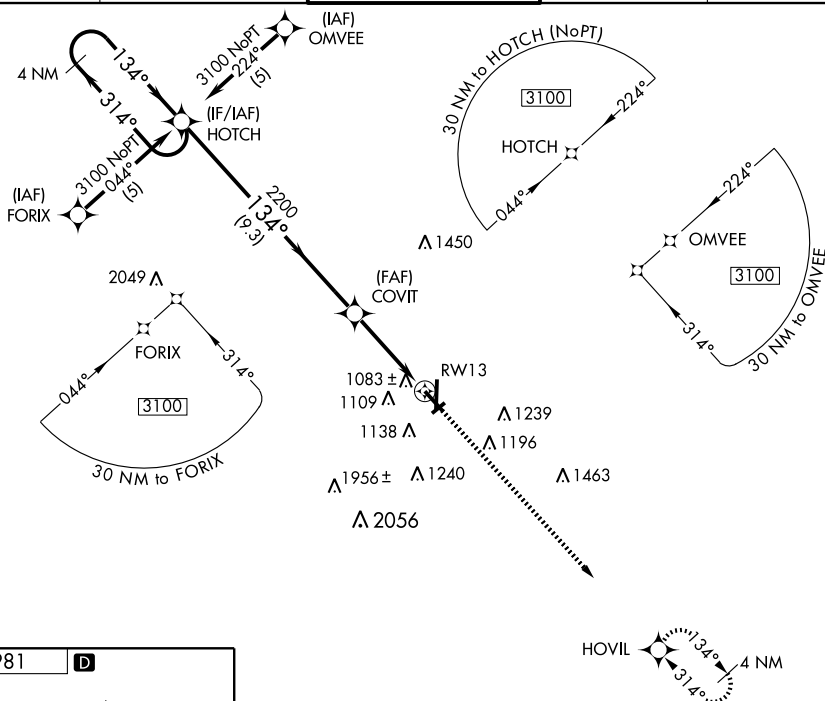 (IAF)
OMVEE
3100 NoPT
224°
(5)
4 NM
134°
314°
(IF/IAF)
HOTCH
3100 NoPT
044°
(5)
(IAF)
FORIX
2200
134°
(9.3)
30 NM to HOTCH (NoPT)
3100
224°
HOTCH
044°
1450
224°
OMVEE
3100
314°
30 NM to OMVEE
(FAF)
COVIT
2049
FORIX
044°
314°
3100
30 NM to FORIX
RW13
1083 ±
1109
1138
1239
1196
1956 ±
1240
1463
2056
HOVIL
134°
314°
4 NM
981
D